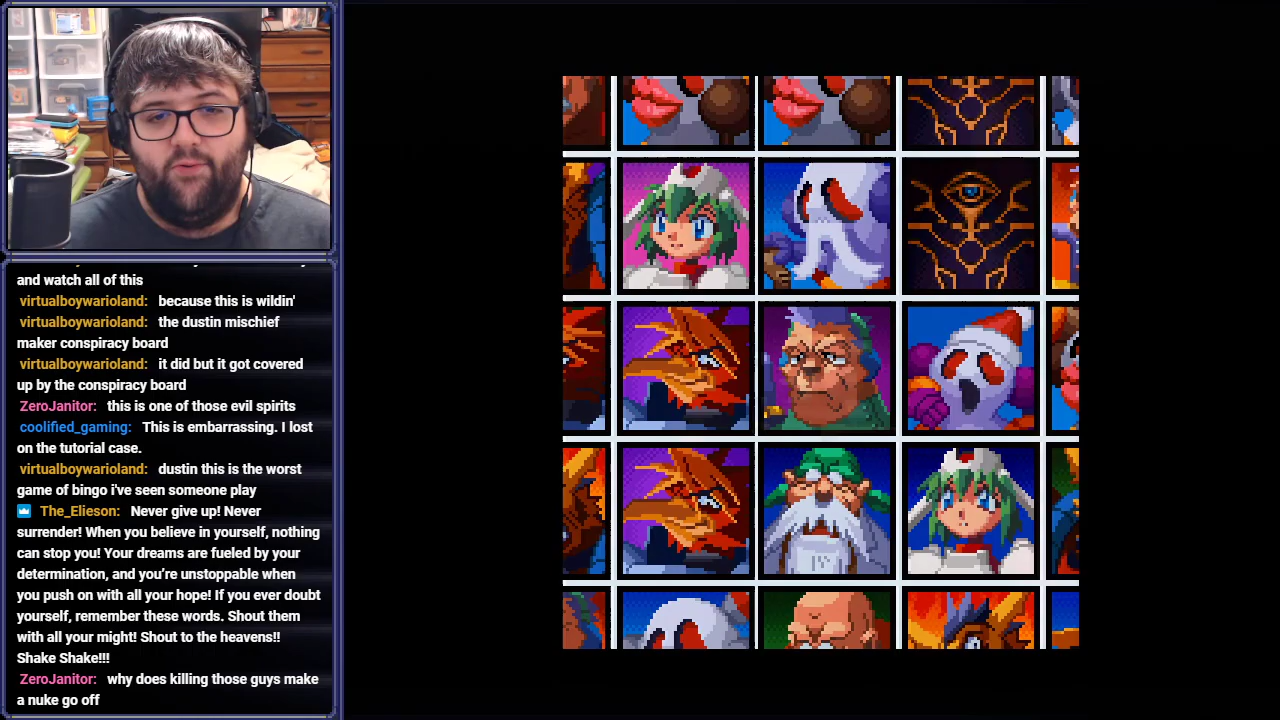 and watch all of this
virtualboywarioland: because this is wildin'
virtualboywarioland: the dustin mischief
maker conspiracy board
virtualboywarioland: it did but it got covered
up by the conspiracy board
ZeroJanitor: this is one of those evil spirits
coolified_gaming: This is embarrassing. I lost
on the tutorial case.
virtualboywarioland: dustin this is the worst
game of bingo i've seen someone play
The_Elieson: Never give up! Never
surrender! When you believe in yourself, nothing
can stop you! Your dreams are fueled by your
determination, and you’re unstoppable when
you push on with all your hope! If you ever doubt
yourself, remember these words. Shout them
with all your might! Shout to the heavens!!
Shake Shake!!!
ZeroJanitor: why does killing those guys make
a nuke go off